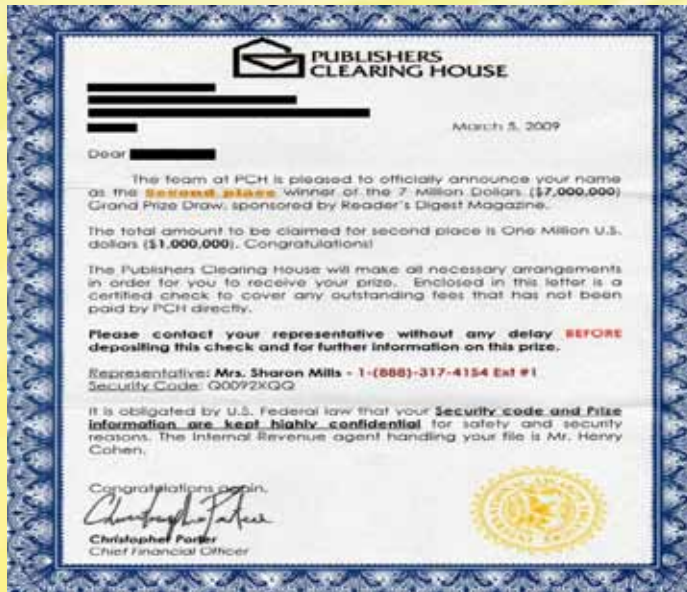 PUBLISHERS
CLEARING HOUSE
March 5, 2009
Dear
The team at PCH is pleased to officially announce your name
as the Second place winner of the 7 Million Dollars ($7,000,000)
Grand Prize Draw, sponsored by Reader's Digest Magazine.
The total amount to be claimed for second place is One Million U.S.
dollars ($1,000,000). Congratulations!
The Publishers Clearing House will make all necessary arrangements
in order for you to receive your prize. Enclosed in this letter is a
certified check to cover any outstanding fees that has not been
paid by PCH directly.
Please contact your representative without any delay BEFORE
depositing this check and for further information on this prize.
Representative: Mrs. Sharon Mills - 1-(888)-317-4154 Ext #1
Security Code: Q0092XQQ
It is obligated by U.S. Federal law that your Security code and Prize
information are kept highly confidential for safety and security
reasons. The Internal Revenue agent handling your file is Mr. Henry
Cohen.
Congratulations again,
Christopher Porter
Chief Financial Officer